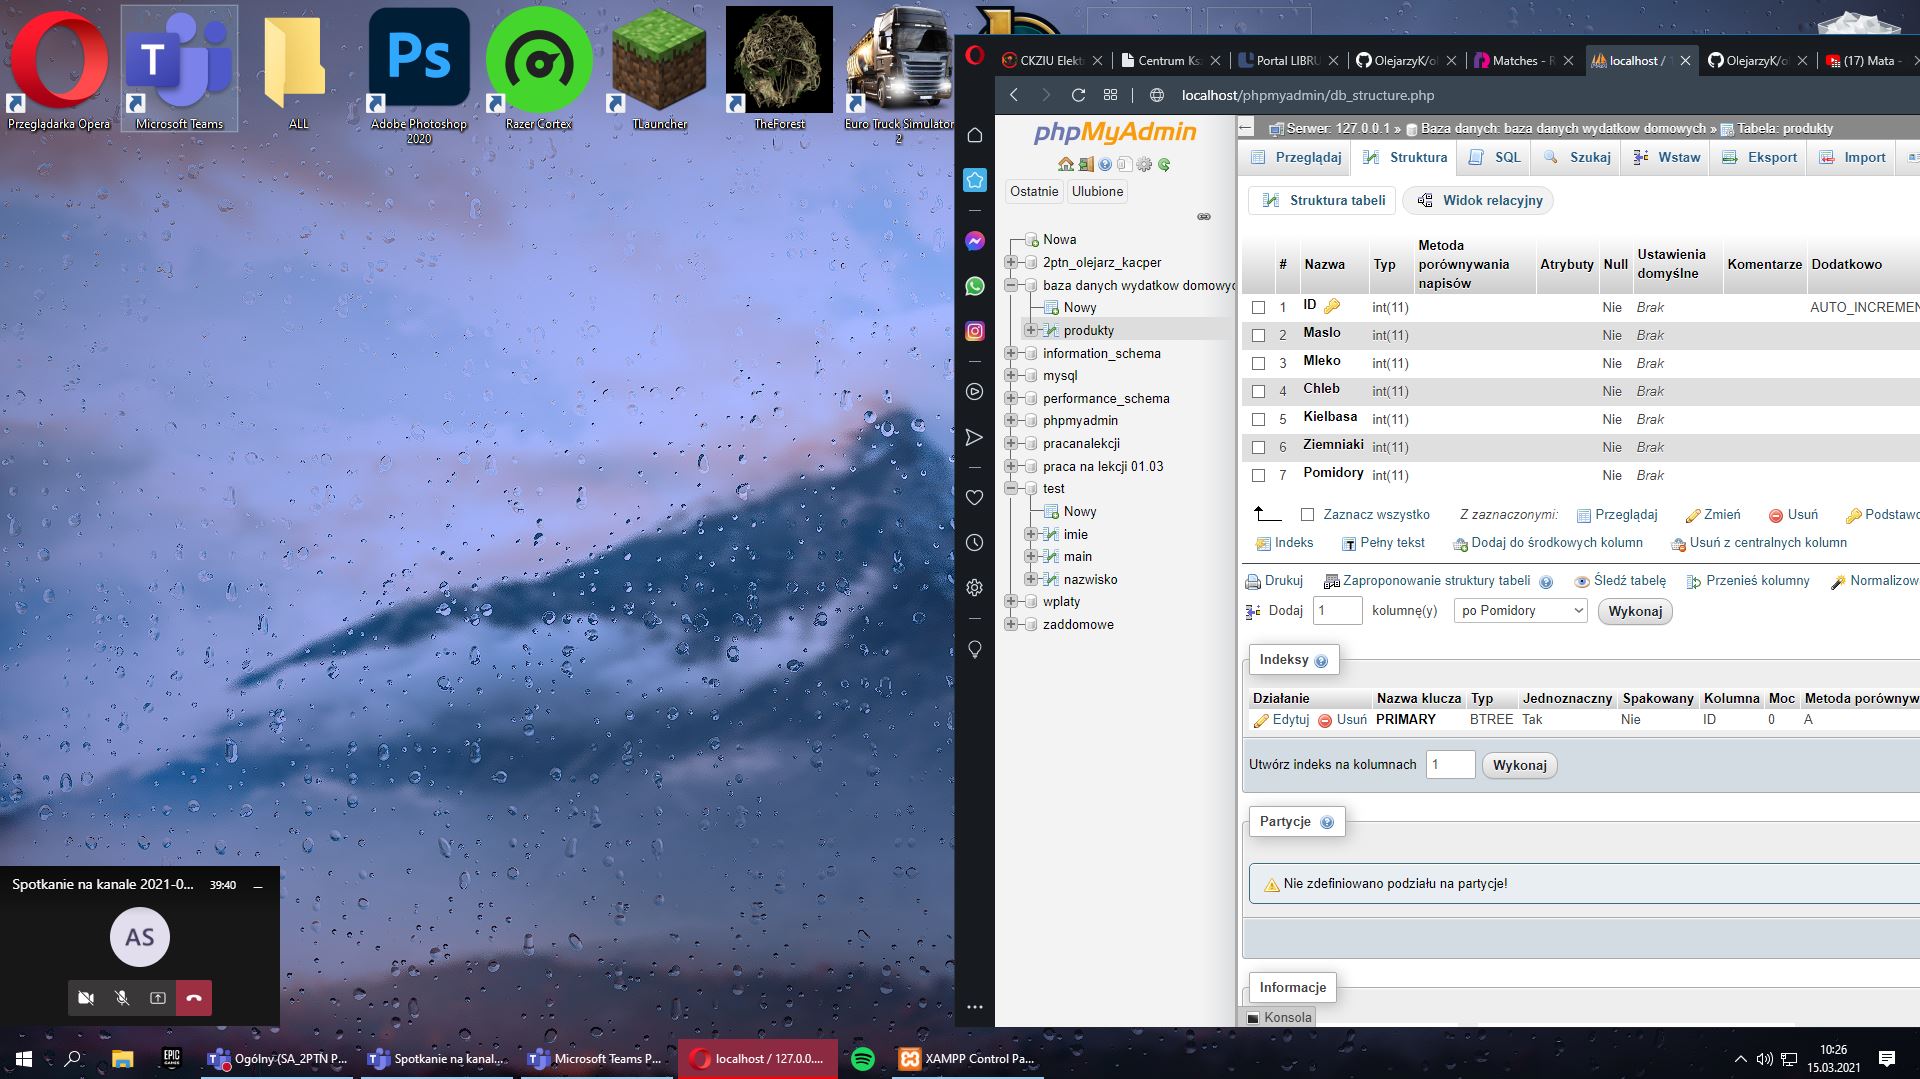 Przeglądarka Opera
Microsoft Teams
ALL
Ps
Adobe Photoshop 2020
Razer Cortex
TLauncher
TheForest
Euro Truck Simulator 2
CKZIU Elekt
Centrum Ks
Portal LIBRU
OlejarzyK/ol
Matches - R
localhost / 1
OlejarzyK/ol
(17) Mata -
localhost/phpmyadmin/db_structure.php
phpMyAdmin
Ostatnie
Ulubione
Nowa
2ptn_olejarz_kacper
baza danych wydatkow domowyc
Nowy
produkty
information_schema
mysql
performance_schema
phpmyadmin
pracanalekcji
praca na lekcji 01.03
test
Nowy
imie
main
nazwisko
wplaty
zaddomowe
Serwer: 127.0.0.1 » Baza danych: baza danych wydatkow domowych » Tabela: produkty
Przeglądaj Struktura SQL Szukaj Wstaw Eksport Import
Struktura tabeli Widok relacyjny
# Nazwa Typ Metoda porównywania napisów Atrybuty Null Ustawienia domyślne Komentarze Dodatkowo
1 ID int(11) Nie Brak AUTO_INCREMEN
2 Maslo int(11) Nie Brak
3 Mleko int(11) Nie Brak
4 Chleb int(11) Nie Brak
5 Kielbasa int(11) Nie Brak
6 Ziemniaki int(11) Nie Brak
7 Pomidory int(11) Nie Brak
Zaznacz wszystko Z zaznaczonymi: Przeglądaj Zmień Usuń Podstawo
Indeks Pełny tekst Dodaj do środkowych kolumn Usuń z centralnych kolumn
Drukuj Zaproponowanie struktury tabeli Śledź tabelę Przenieś kolumny Normalizow
Dodaj 1 kolumnę(y) po Pomidory Wykonaj
Indeksy
Działanie Nazwa klucza Typ Jednoznaczny Spakowany Kolumna Moc Metoda porównyw
Edytuj Usuń PRIMARY BTREE Tak Nie ID 0 A
Utwórz indeks na kolumnach 1 Wykonaj
Partycje
Nie zdefiniowano podziału na partycje!
Informacje
Konsola
Spotkanie na kanale 2021-0... 39:40
AS
EPIC GAMES
Ogólny (SA_2PTN P...
Spotkanie na kanal...
Microsoft Teams P...
localhost / 127.0.0....
XAMPP Control Pa...
10:26
15.03.2021